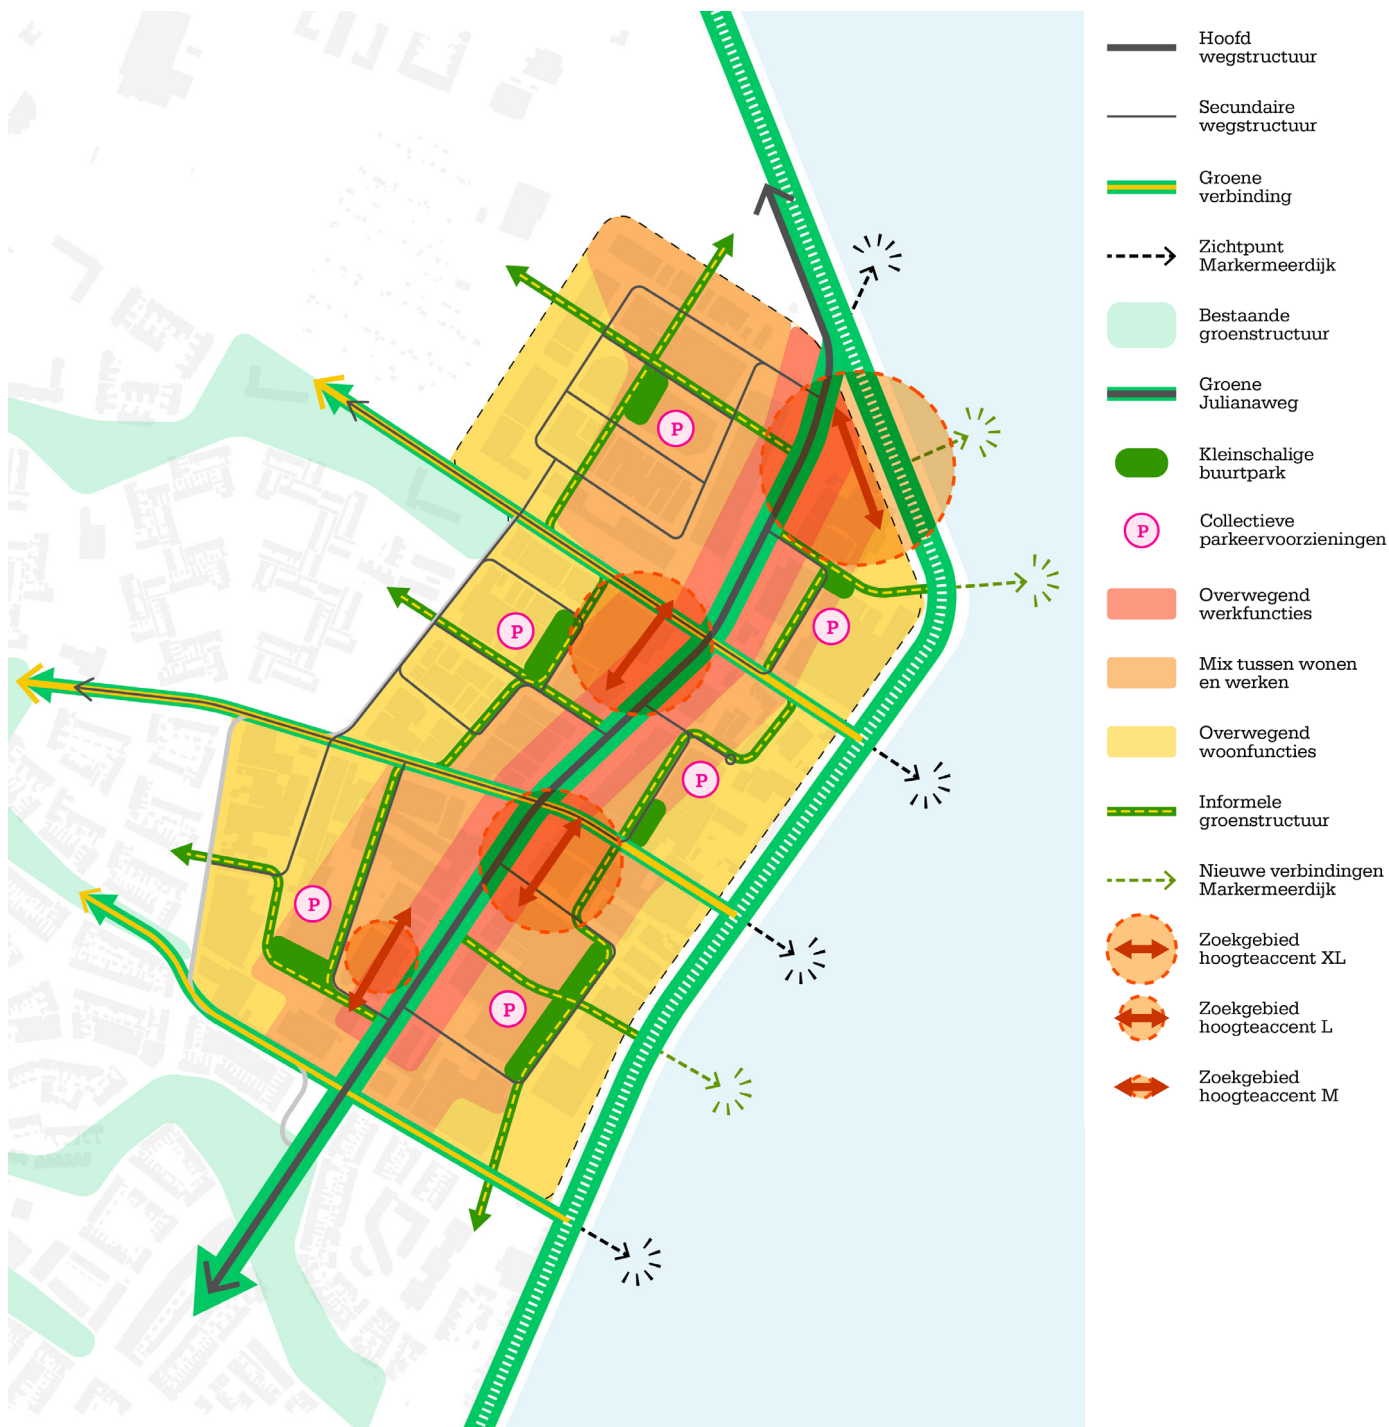 Hoofd
wegstructuur
Secundaire
wegstructuur
Groene
verbinding
Zichtpunt
Markermeerdijk
Bestaande
groenstructuur
Groene
Julianaweg
Kleinschalige
buurtpark
P
Collectieve
parkeervoorzieningen
Overwegend
werkfuncties
Mix tussen wonen
en werken
Overwegend
woonfuncties
Informele
groenstructuur
Nieuwe verbindingen
Markermeerdijk
Zoekgebied
hoogteaccent XL
Zoekgebied
hoogteaccent L
Zoekgebied
hoogteaccent M
P
P
P
P
P
P